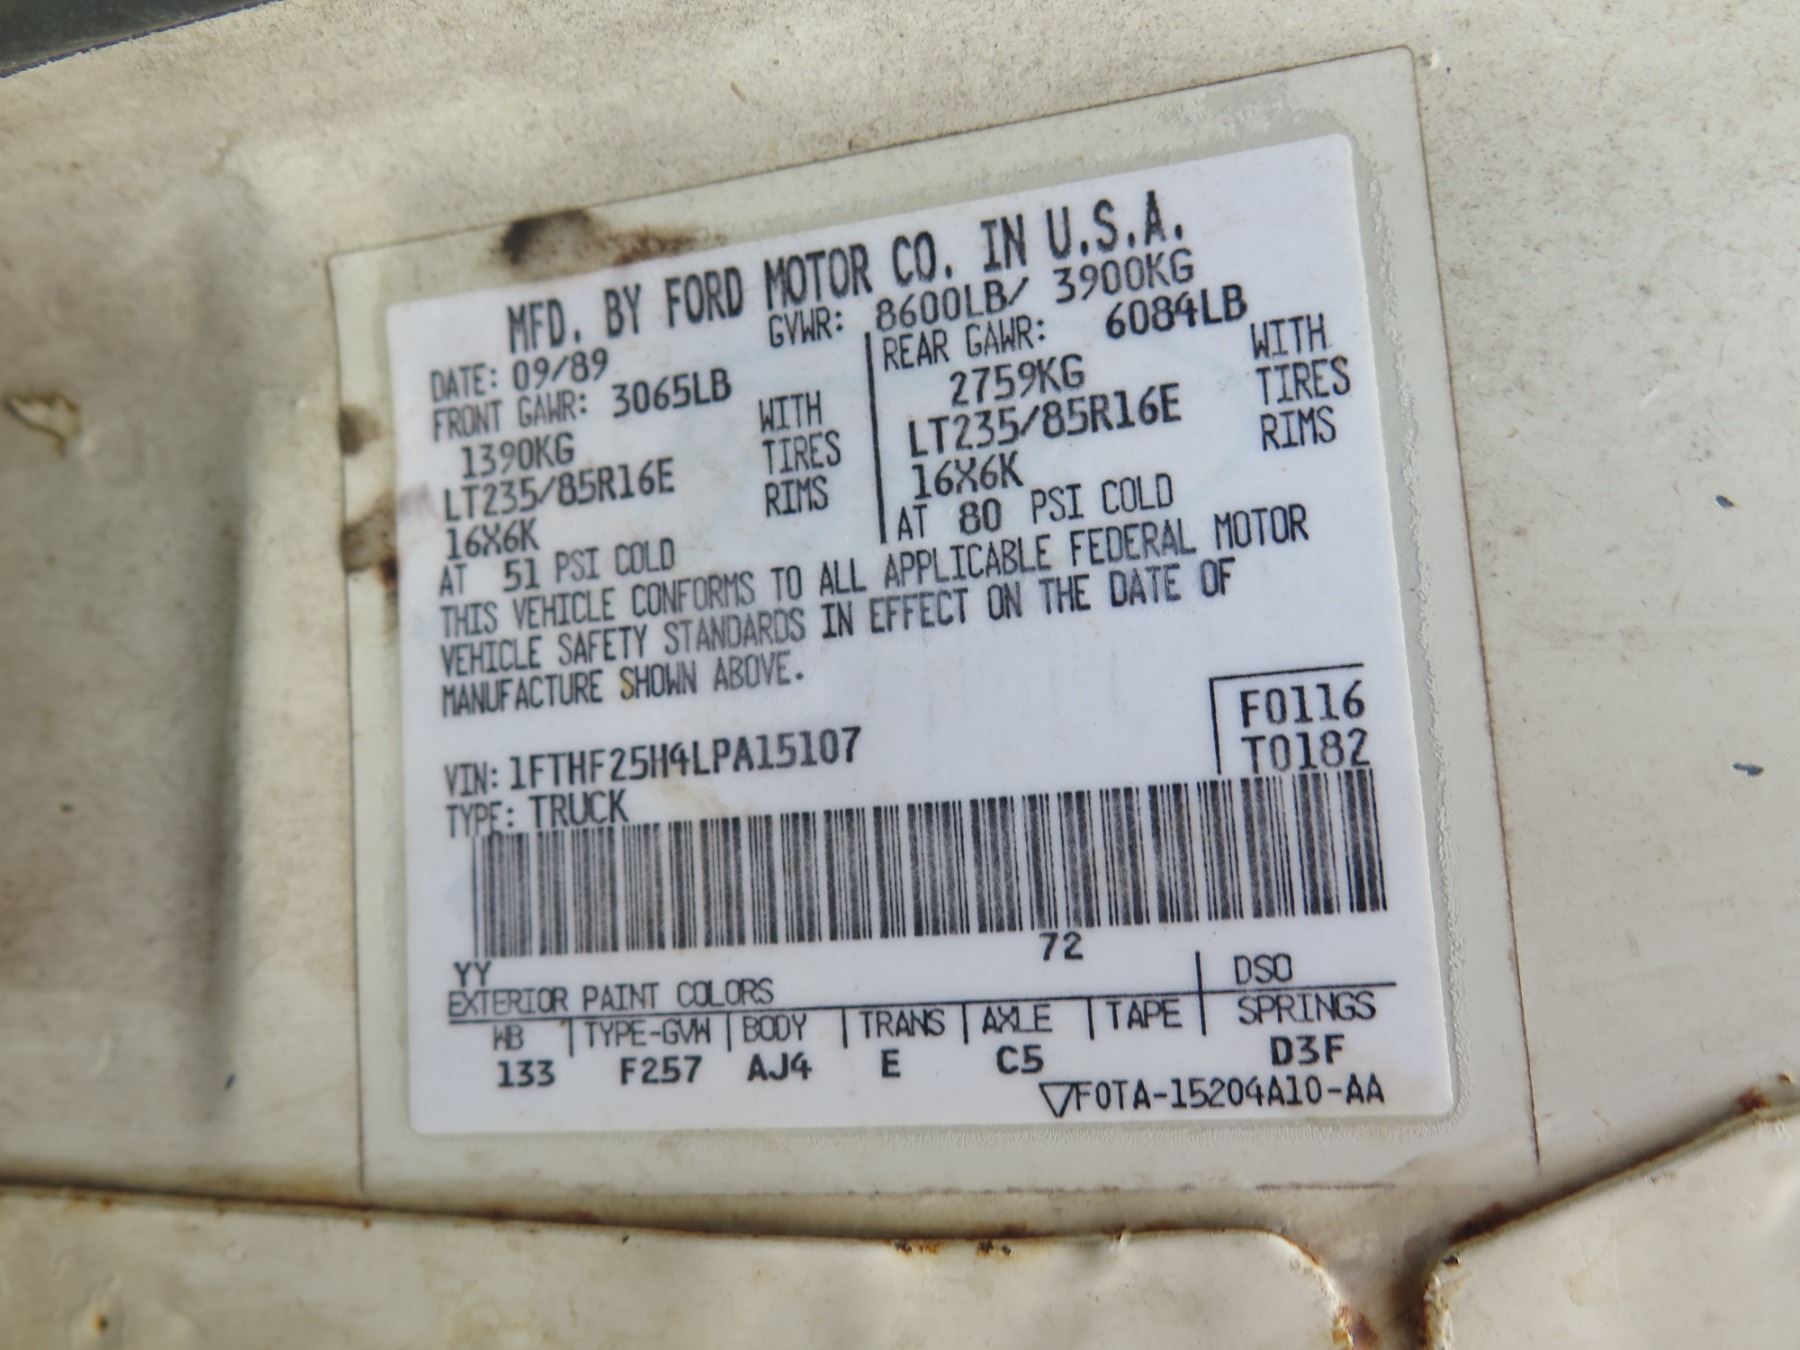 MFD. BY FORD MOTOR CO. IN U.S.A.
DATE: 09/89 GVWR: 8600LB/ 3900KG
FRONT GAWR: 3065LB
1390KG WITH
LT235/85R16E TIRES
16X6K RIMS
AT 51 PSI COLD
REAR GAWR: 6084LB
2759KG WITH
LT235/85R16E TIRES
16X6K RIMS
AT 80 PSI COLD
THIS VEHICLE CONFORMS TO ALL APPLICABLE FEDERAL MOTOR
VEHICLE SAFETY STANDARDS IN EFFECT ON THE DATE OF
MANUFACTURE SHOWN ABOVE.
F0116
T0182
VIN: 1FTHF25H4LPA15107
TYPE: TRUCK
YY 72
EXTERIOR PAINT COLORS DSO
WB TYPE-GVW BODY TRANS AXLE TAPE SPRINGS
133 F257 AJ4 E C5 D3F
▽F0TA-15204A10-AA